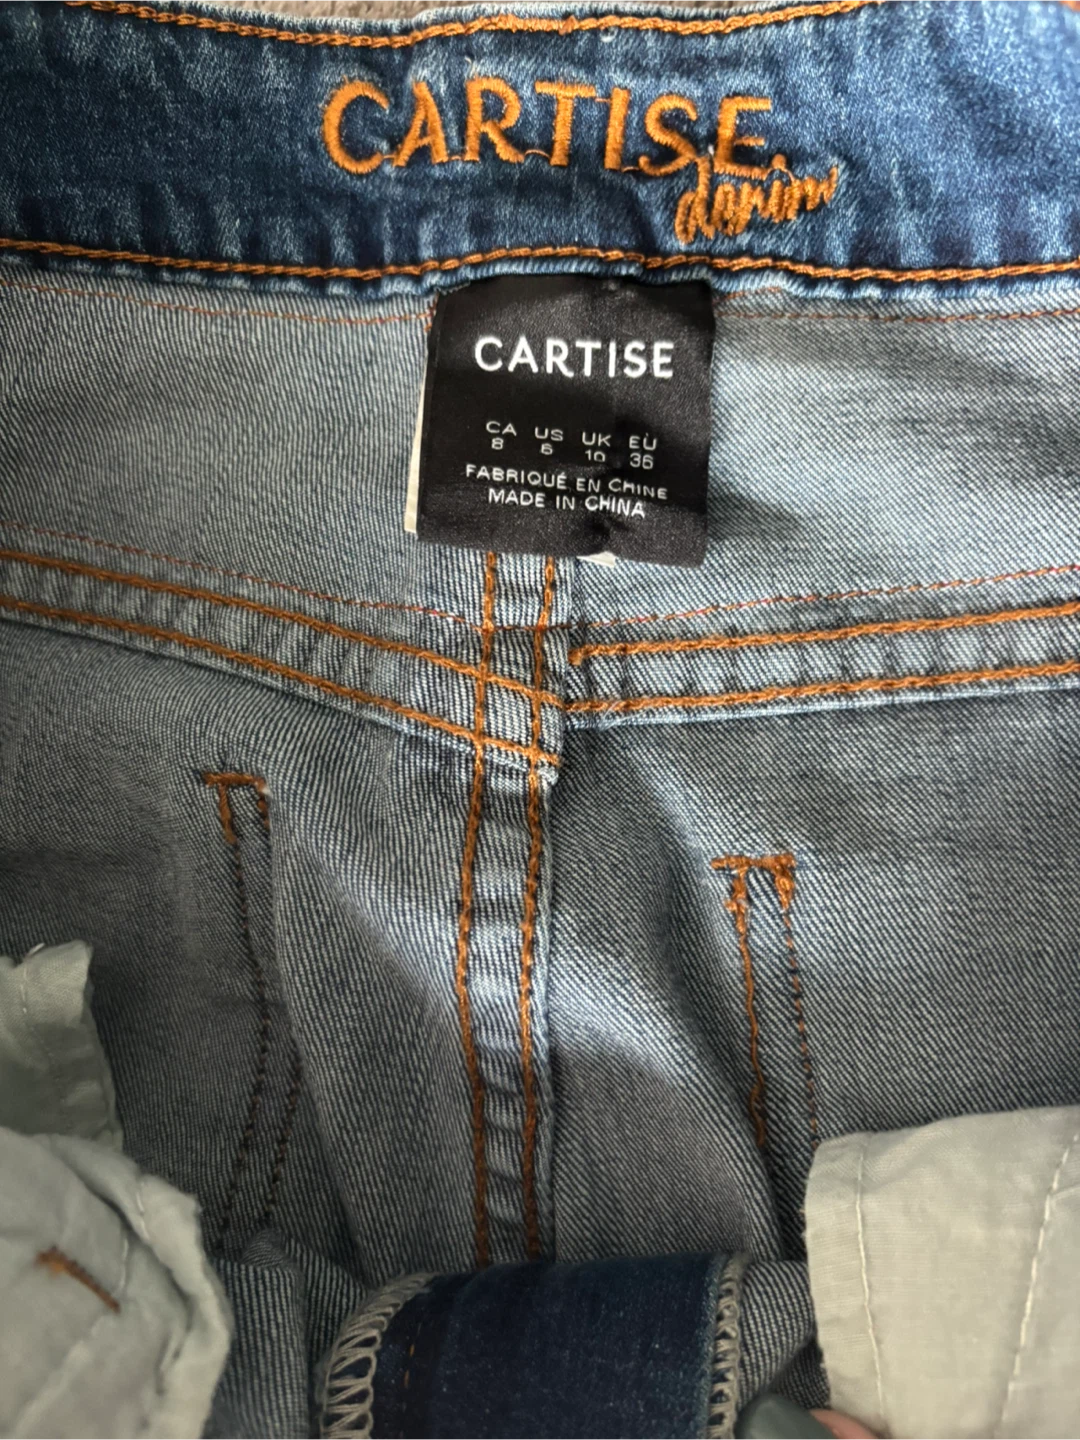 CARTISE
denim
CARTISE
CA US UK EU
8 6 10 36
FABRIQUÉ EN CHINE
MADE IN CHINA